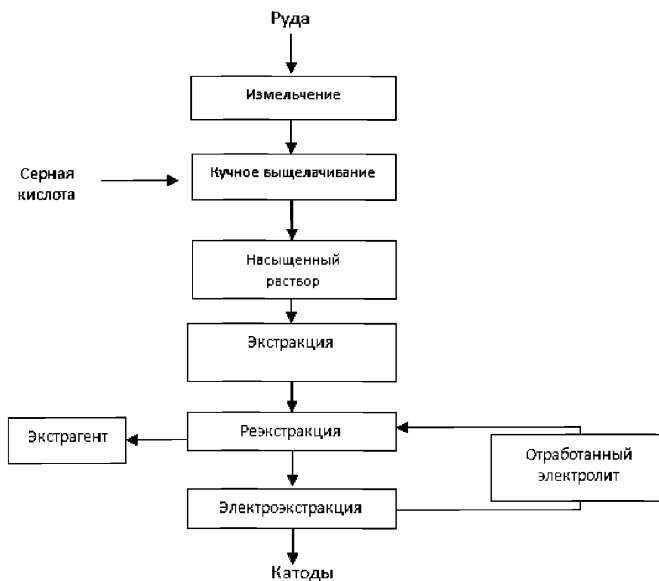 Руда
Измельчение
Серная
кислота
Кучное выщелачивание
Насыщенный
раствор
Экстракция
Экстрагент
Реэкстракция
Отработанный
электролит
Электроэкстракция
Катоды